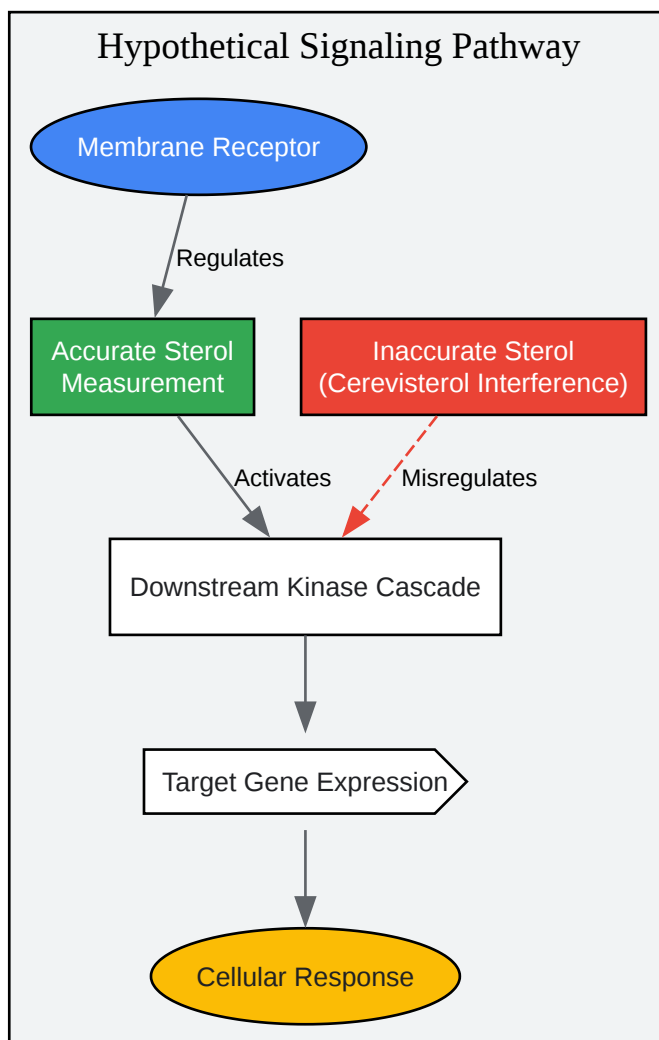 Hypothetical Signaling Pathway
Membrane Receptor
Regulates
Accurate Sterol
Measurement
Inaccurate Sterol
(Cerevisterol Interference)
Activates
Misregulates
Downstream Kinase Cascade
Target Gene Expression
Cellular Response